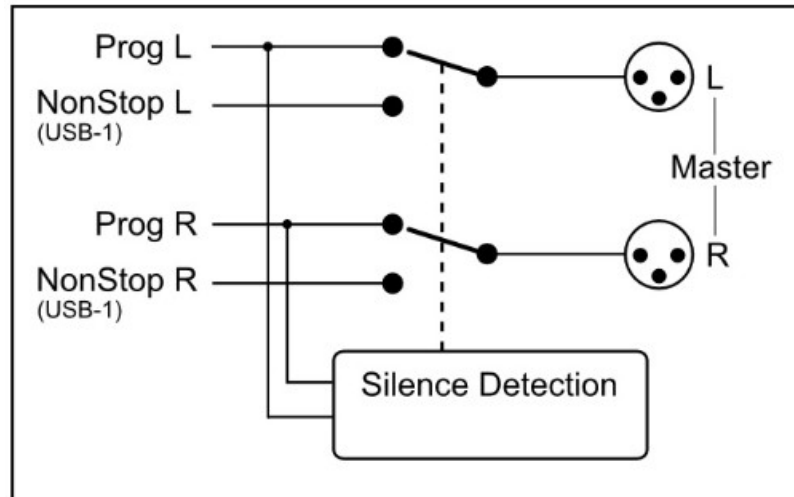 Prog L
NonStop L
(USB-1)
L
Master
Prog R
NonStop R
(USB-1)
R
Silence Detection